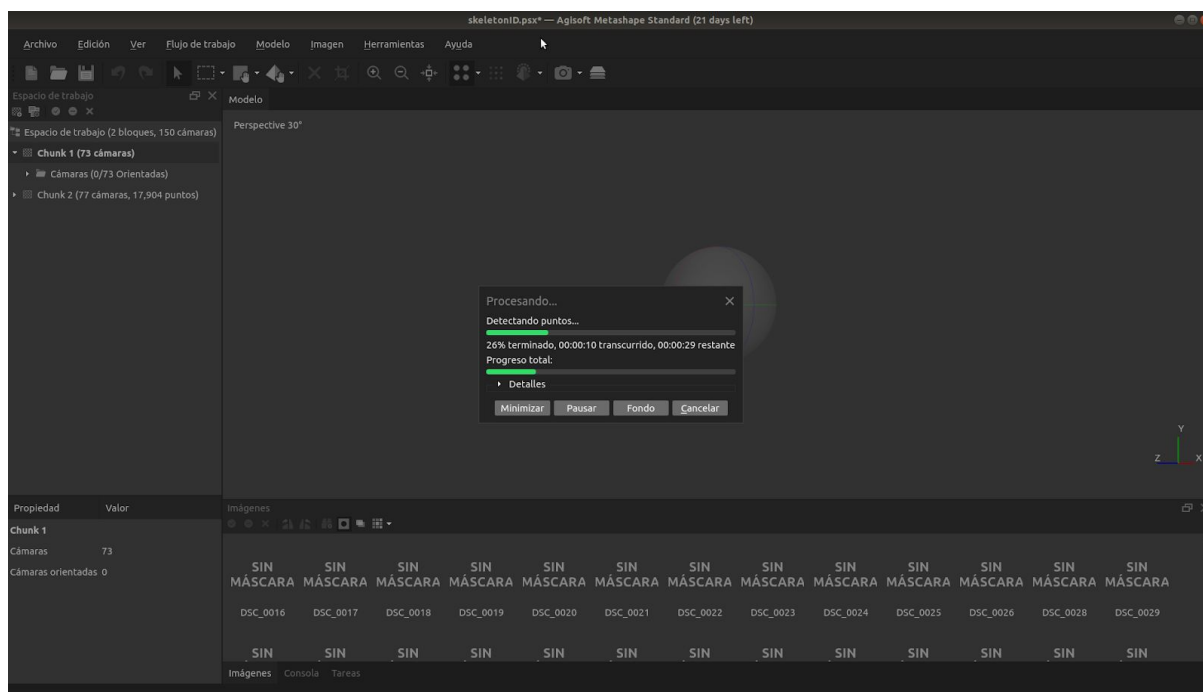 skeletonID.psx* — Agisoft Metashape Standard (21 days left)
Archivo Edición Ver Flujo de trabajo Modelo Imagen Herramientas Ayuda
Espacio de trabajo
Espacio de trabajo (2 bloques, 150 cámaras)
Chunk 1 (73 cámaras)
Cámaras (0/73 Orientadas)
Chunk 2 (77 cámaras, 17,904 puntos)
Modelo
Perspective 30°
Procesando...
Detectando puntos...
26% terminado, 00:00:10 transcurrido, 00:00:29 restante
Progreso total:
Detalles
Minimizar Pausar Fondo Cancelar
Y
Z X
Propiedad Valor
Chunk 1
Cámaras 73
Cámaras orientadas 0
Imágenes
SIN SIN SIN SIN SIN SIN SIN SIN SIN SIN SIN SIN SIN
MÁSCARA MÁSCARA MÁSCARA MÁSCARA MÁSCARA MÁSCARA MÁSCARA MÁSCARA MÁSCARA MÁSCARA MÁSCARA MÁSCARA MÁSCARA
DSC_0016 DSC_0017 DSC_0018 DSC_0019 DSC_0020 DSC_0021 DSC_0022 DSC_0023 DSC_0024 DSC_0025 DSC_0026 DSC_0028 DSC_0029
SIN SIN SIN SIN SIN SIN SIN SIN SIN SIN SIN SIN SIN
Imágenes Consola Tareas